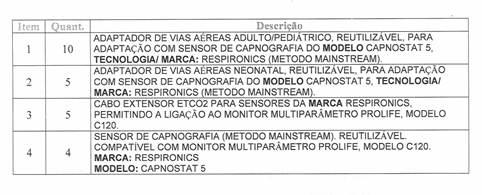 Item Quant. Descrição
1 10 ADAPTADOR DE VIAS AÉREAS ADULTO/PEDIÁTRICO, REUTILIZÁVEL, PARA
ADAPTAÇÃO COM SENSOR DE CAPNOGRAFIA DO MODELO CAPNOSTAT 5,
TECNOLOGIA/ MARCA: RESPIRONICS (METODO MAINSTREAM).
2 5 ADAPTADOR DE VIAS AÉREAS NEONATAL, REUTILIZÁVEL, PARA ADAPTAÇÃO
COM SENSOR DE CAPNOGRAFIA DO MODELO CAPNOSTAT 5, TECNOLOGIA/
MARCA: RESPIRONICS (METODO MAINSTREAM).
3 5 CABO EXTENSOR ETCO2 PARA SENSORES DA MARCA RESPIRONICS,
PERMITINDO A LIGAÇÃO AO MONITOR MULTIPARÂMETRO PROLIFE, MODELO
C120.
4 4 SENSOR DE CAPNOGRAFIA (METODO MAINSTREAM). REUTILIZÁVEL.
COMPATÍVEL COM MONITOR MULTIPARÂMETRO PROLIFE, MODELO C120.
MARCA: RESPIRONICS
MODELO: CAPNOSTAT 5